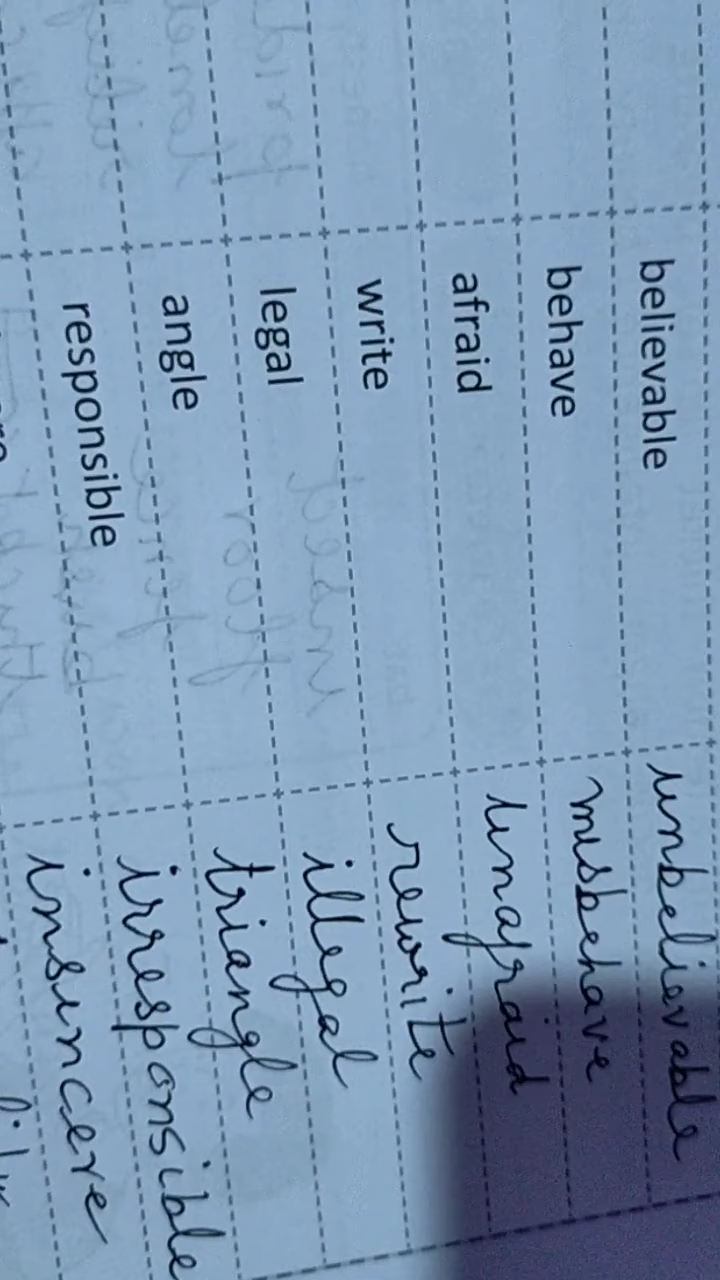 believable unbelievable
behave misbehave
afraid unafraid
write rewrite
legal illegal
angle triangle
responsible irresponsible
insincere